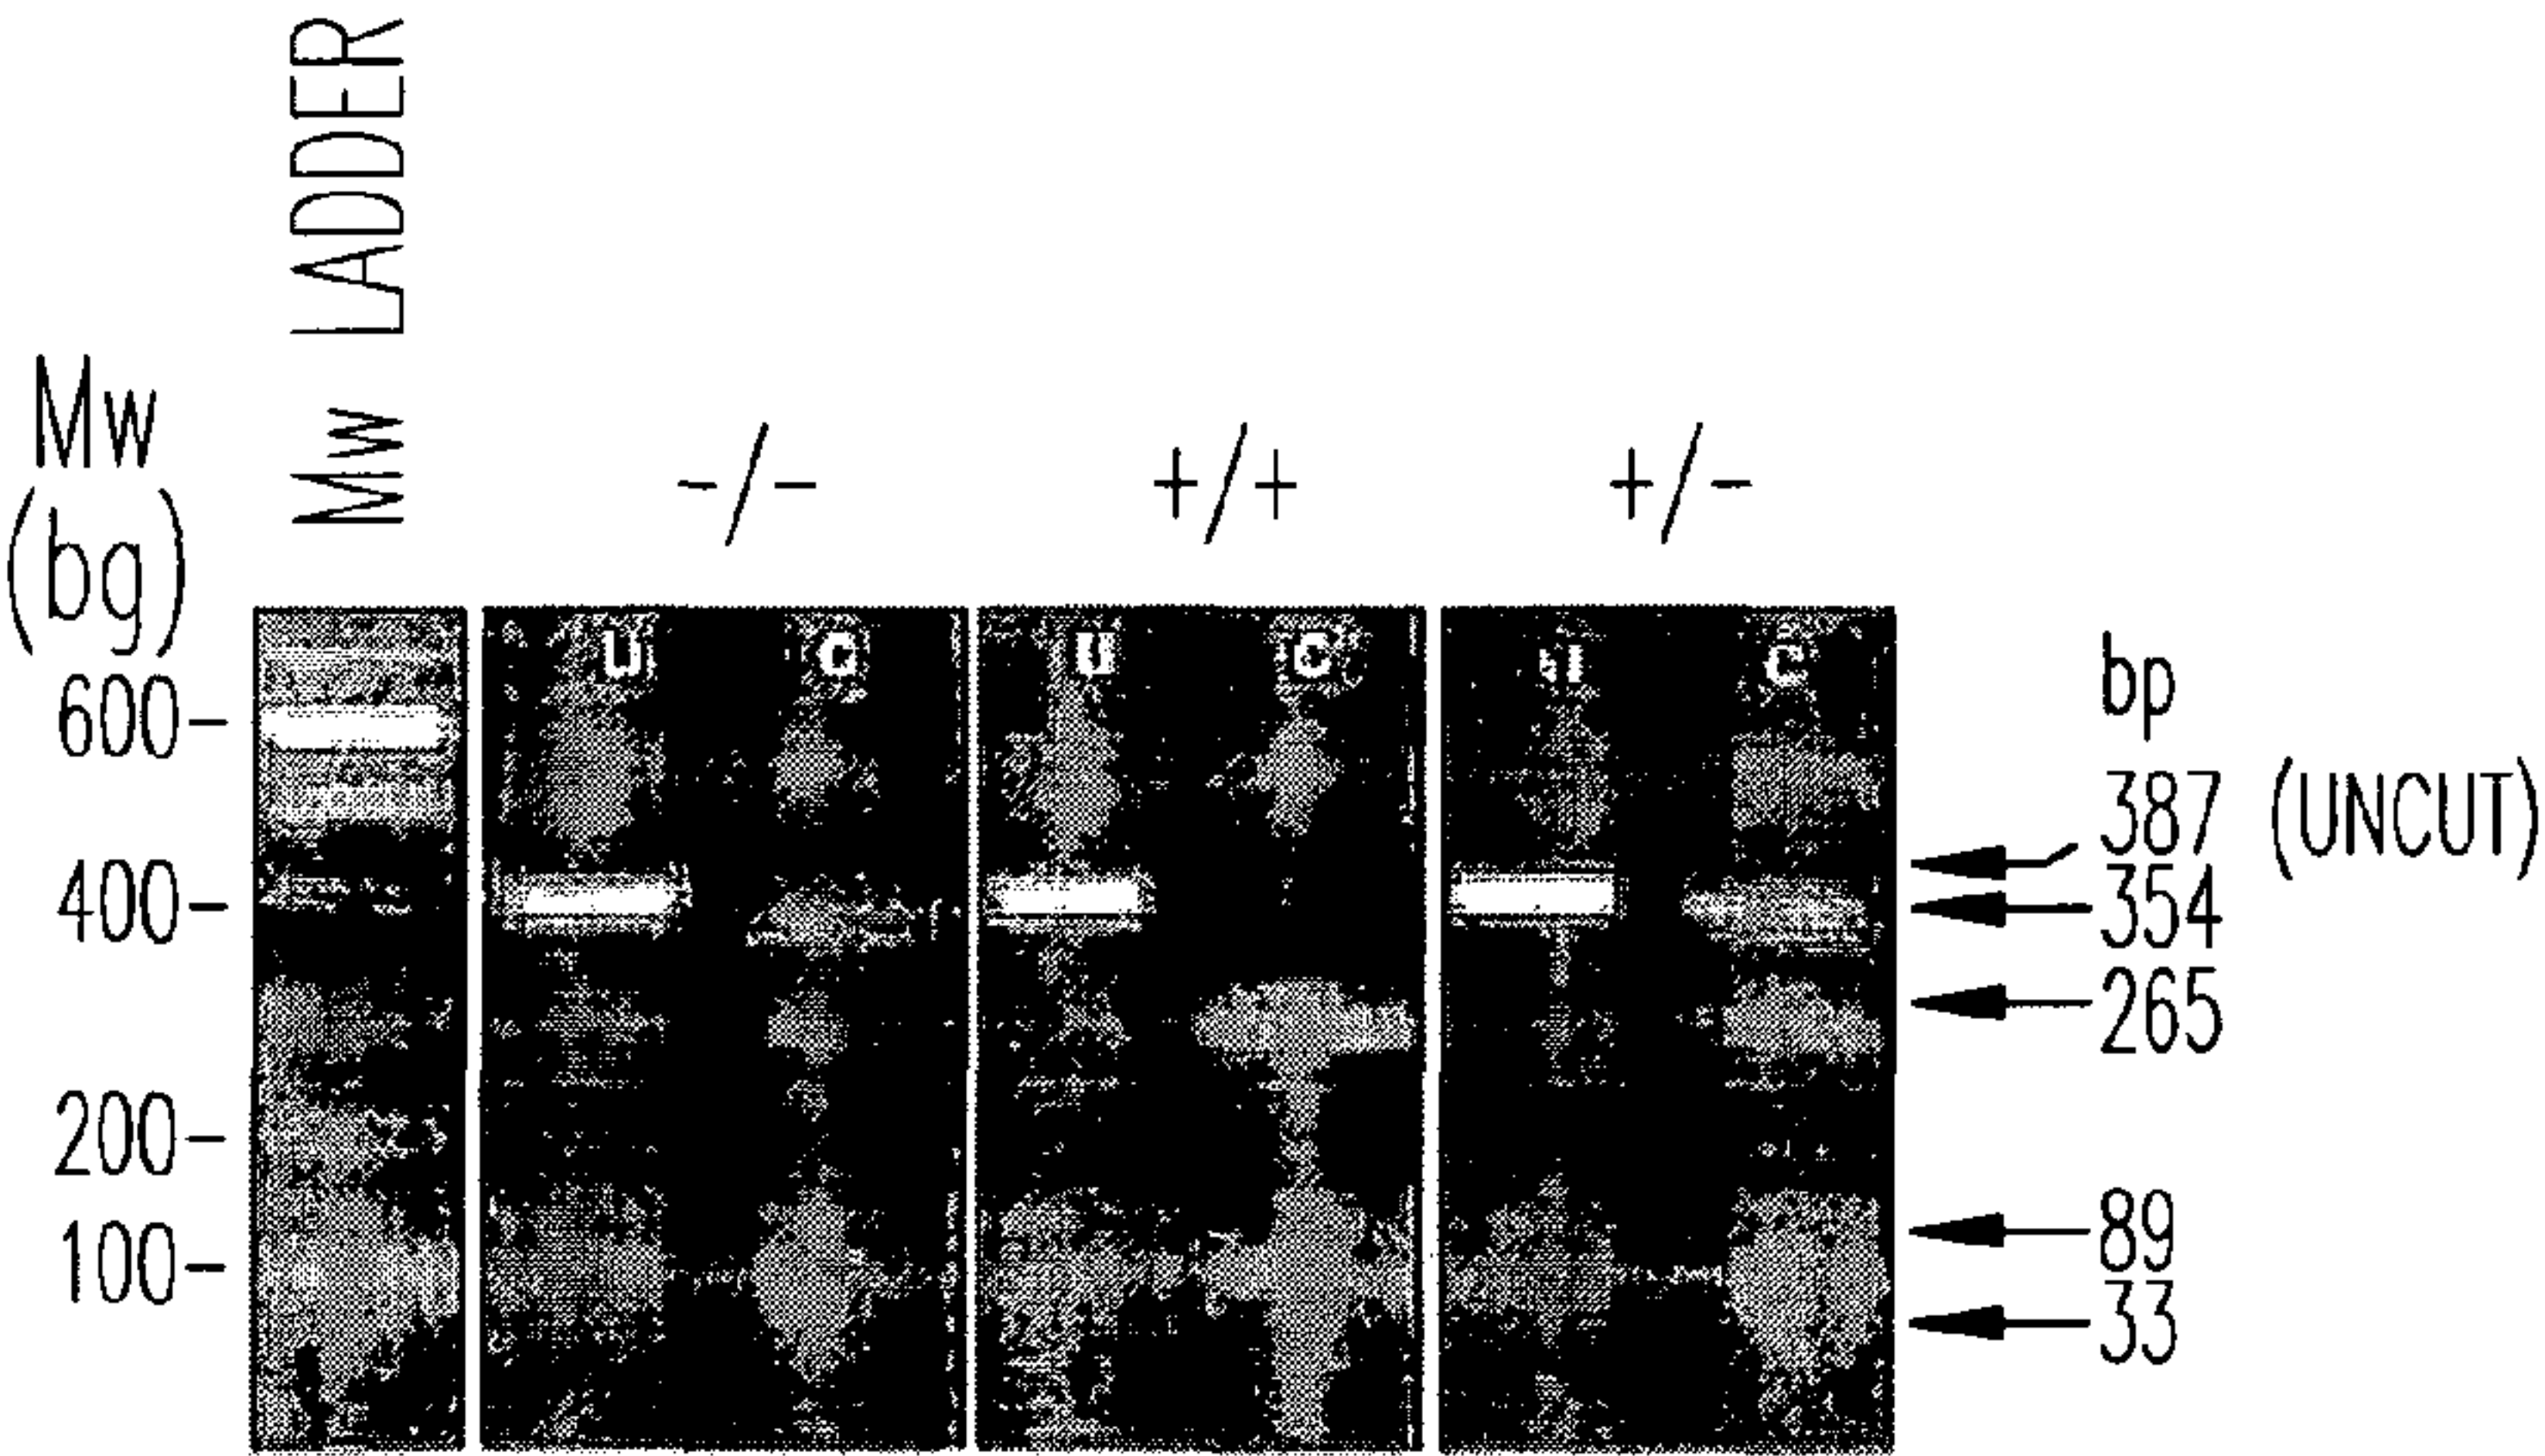 Mw LADDER
Mw
(bg)
-/-
+/+
+/-
U C
U C
C
600-
400-
200-
100-
bp
387 (UNCUT)
354
265
89
33